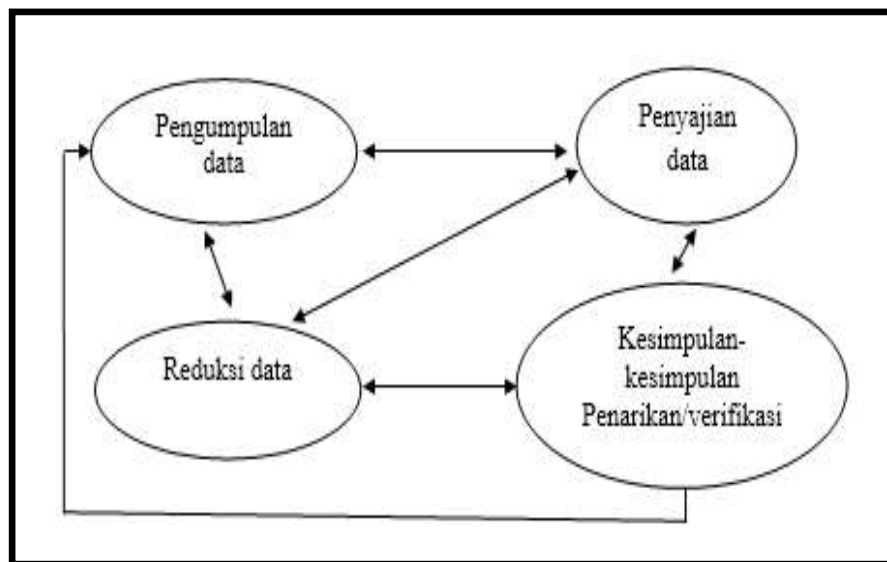 Pengumpulan
data
Penyajian
data
Reduksi data
Kesimpulan-
kesimpulan
Penarikan/verifikasi